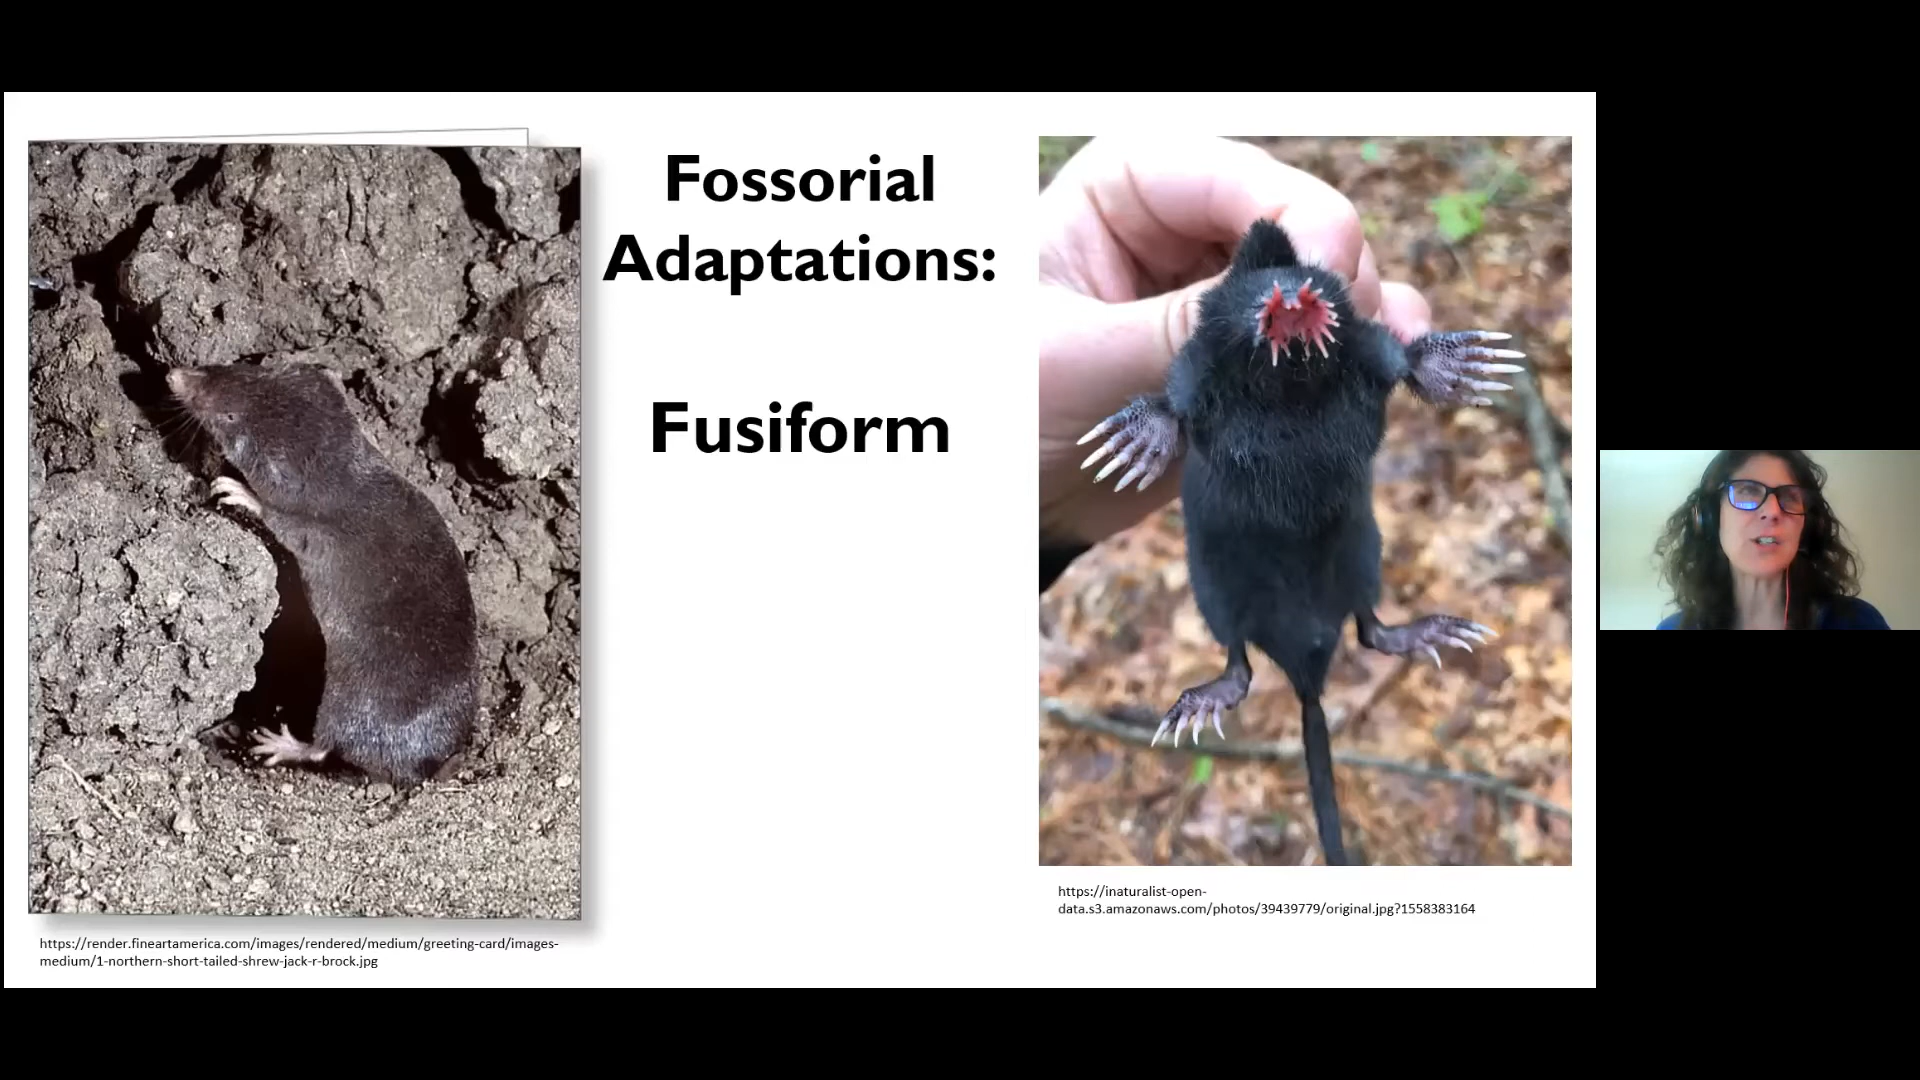 Fossorial
Adaptations:
Fusiform
https://render.fineartamerica.com/images/rendered/medium/greeting-card/images-
medium/1-northern-short-tailed-shrew-jack-r-brock.jpg
https://inaturalist-open-
data.s3.amazonaws.com/photos/39439779/original.jpg?1558383164